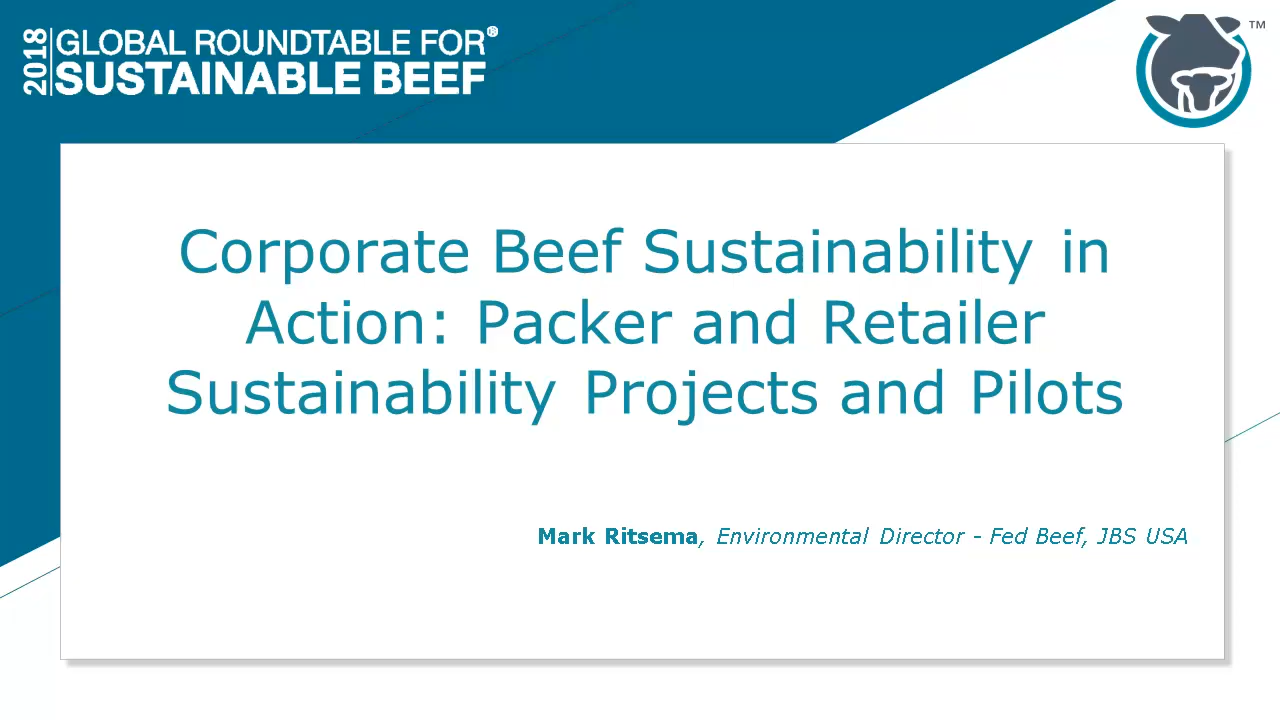 2018
GLOBAL ROUNDTABLE FOR®
SUSTAINABLE BEEF
TM
Corporate Beef Sustainability in
Action: Packer and Retailer
Sustainability Projects and Pilots
Mark Ritsema, Environmental Director - Fed Beef, JBS USA